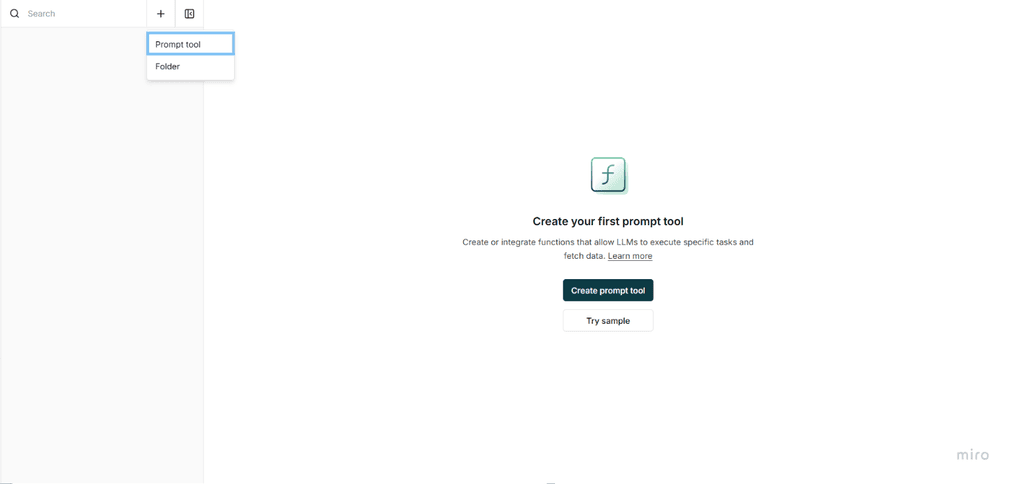 Search
Prompt tool
Folder
Create your first prompt tool
Create or integrate functions that allow LLMs to execute specific tasks and
fetch data. Learn more
Create prompt tool
Try sample
miro